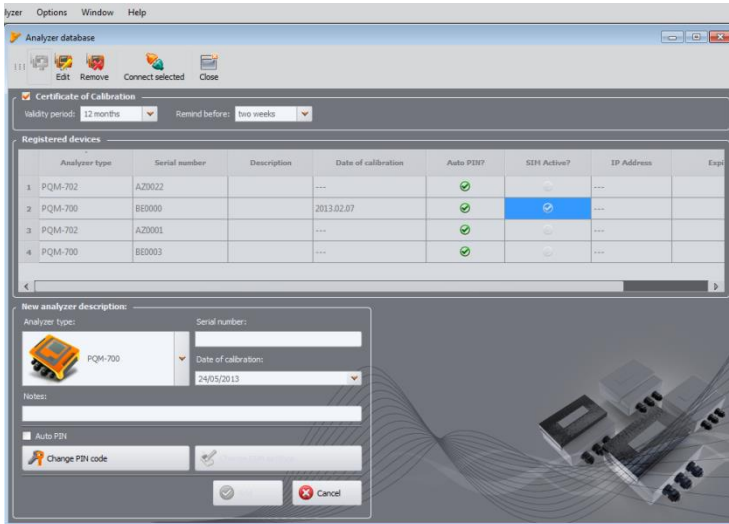 lyzer Options Window Help
Analyzer database
Edit Remove Connect selected Close
Certificate of Calibration
Validity period: 12 months Remind before: two weeks
Registered devices
Analyzer type Serial number Description Date of calibration Auto PIN? SIM Active? IP Address Expi
1 PQM-702 AZ0022 --- ---
2 PQM-700 BE0000 2013.02.07 ---
3 PQM-702 AZ0001 --- ---
4 PQM-700 BE0003 --- ---
New analyzer description:
Analyzer type: Serial number:
PQM-700
Date of calibration:
24/05/2013
Notes:
Auto PIN
Change PIN code
Cancel